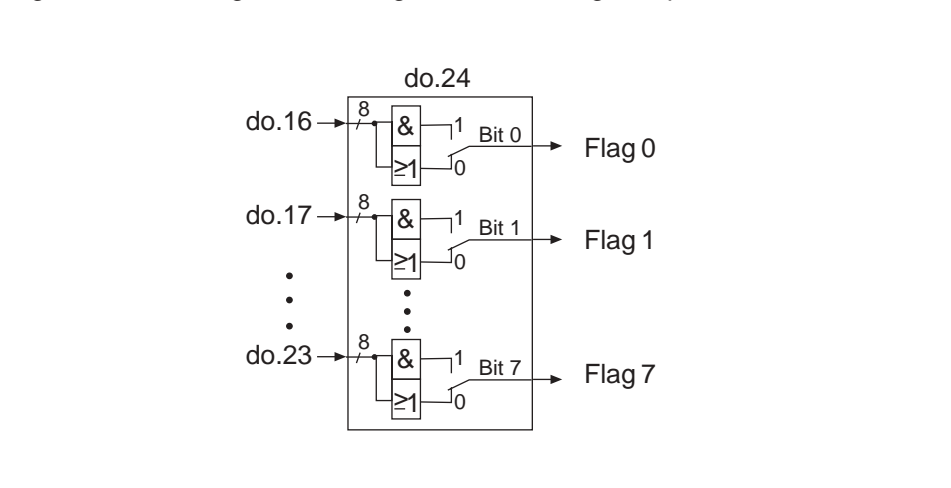 do.24
do.16
8
&
1
≥1
0
Bit 0
Flag 0
do.17
8
&
1
≥1
0
Bit 1
Flag 1
do.23
8
&
1
≥1
0
Bit 7
Flag 7